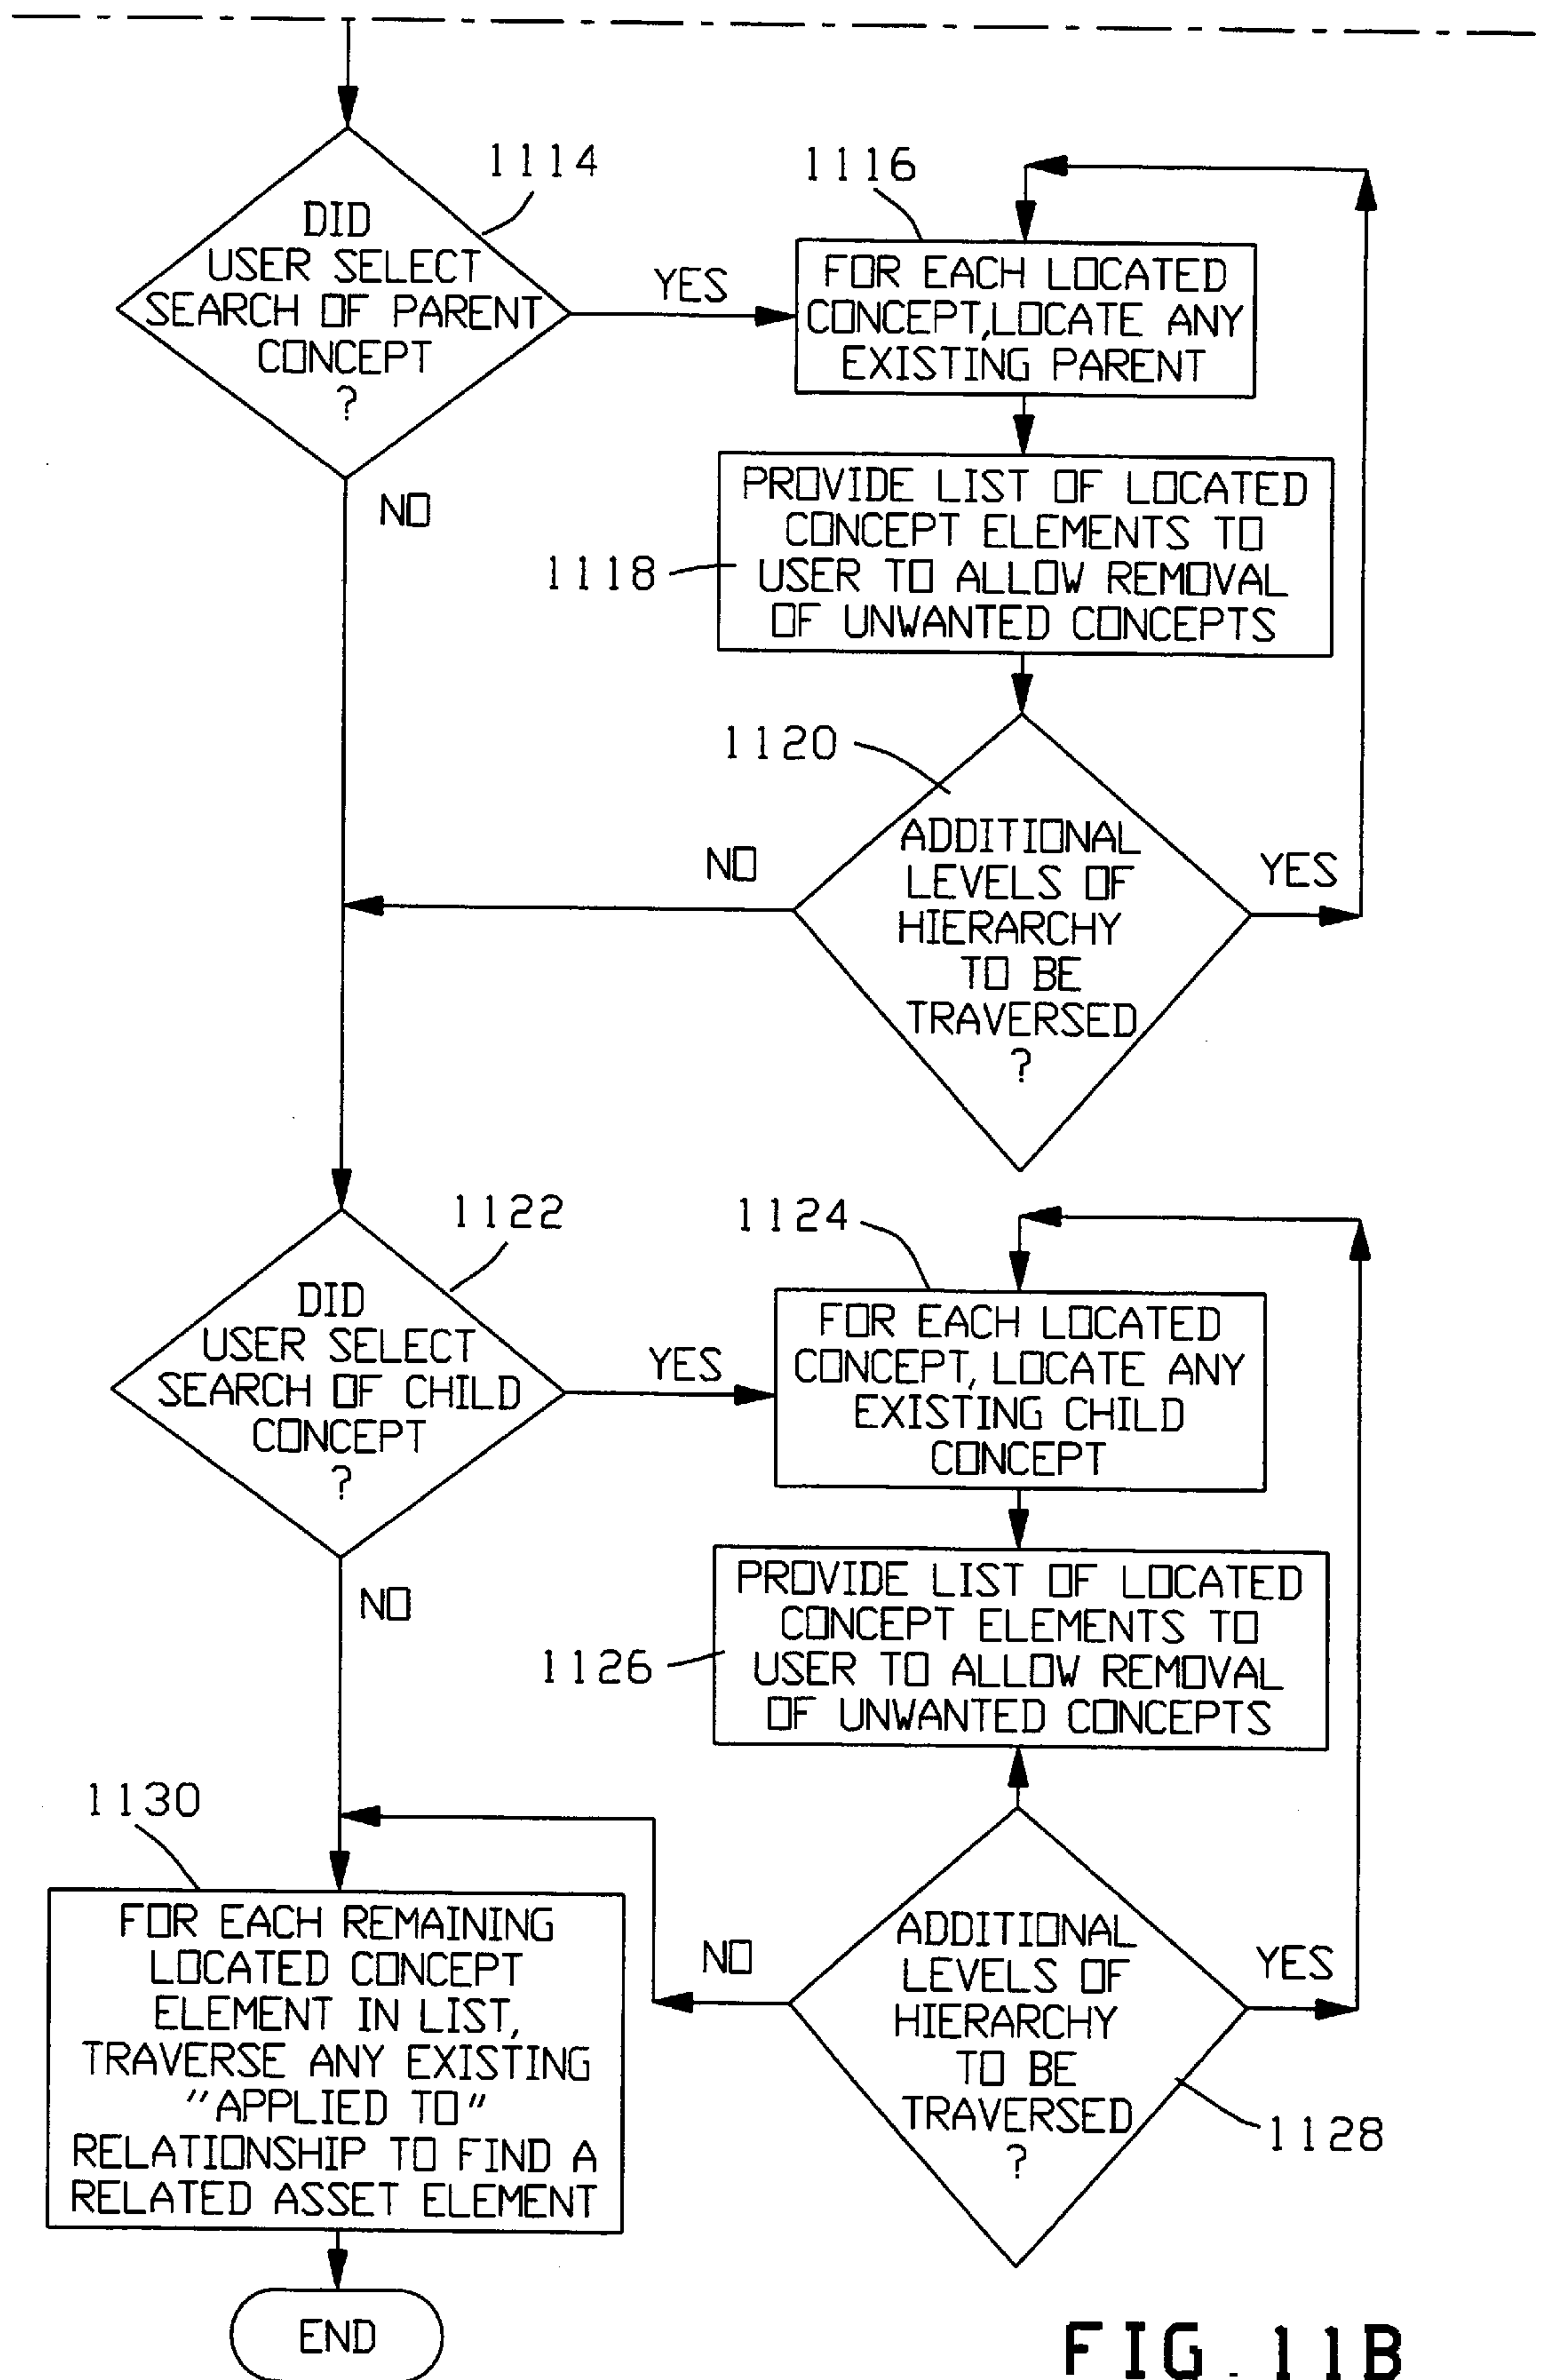 1114
DID
USER SELECT
SEARCH OF PARENT
CONCEPT
?
YES
NO
1116
FOR EACH LOCATED
CONCEPT,LOCATE ANY
EXISTING PARENT
1118
PROVIDE LIST OF LOCATED
CONCEPT ELEMENTS TO
USER TO ALLOW REMOVAL
OF UNWANTED CONCEPTS
1120
ADDITIONAL
LEVELS OF
HIERARCHY
TO BE
TRAVERSED
?
NO
YES
1122
DID
USER SELECT
SEARCH OF CHILD
CONCEPT
?
YES
NO
1124
FOR EACH LOCATED
CONCEPT, LOCATE ANY
EXISTING CHILD
CONCEPT
1126
PROVIDE LIST OF LOCATED
CONCEPT ELEMENTS TO
USER TO ALLOW REMOVAL
OF UNWANTED CONCEPTS
ADDITIONAL
LEVELS OF
HIERARCHY
TO BE
TRAVERSED
?
NO
YES
1128
1130
FOR EACH REMAINING
LOCATED CONCEPT
ELEMENT IN LIST,
TRAVERSE ANY EXISTING
"APPLIED TO"
RELATIONSHIP TO FIND A
RELATED ASSET ELEMENT
END
FIG. 11B